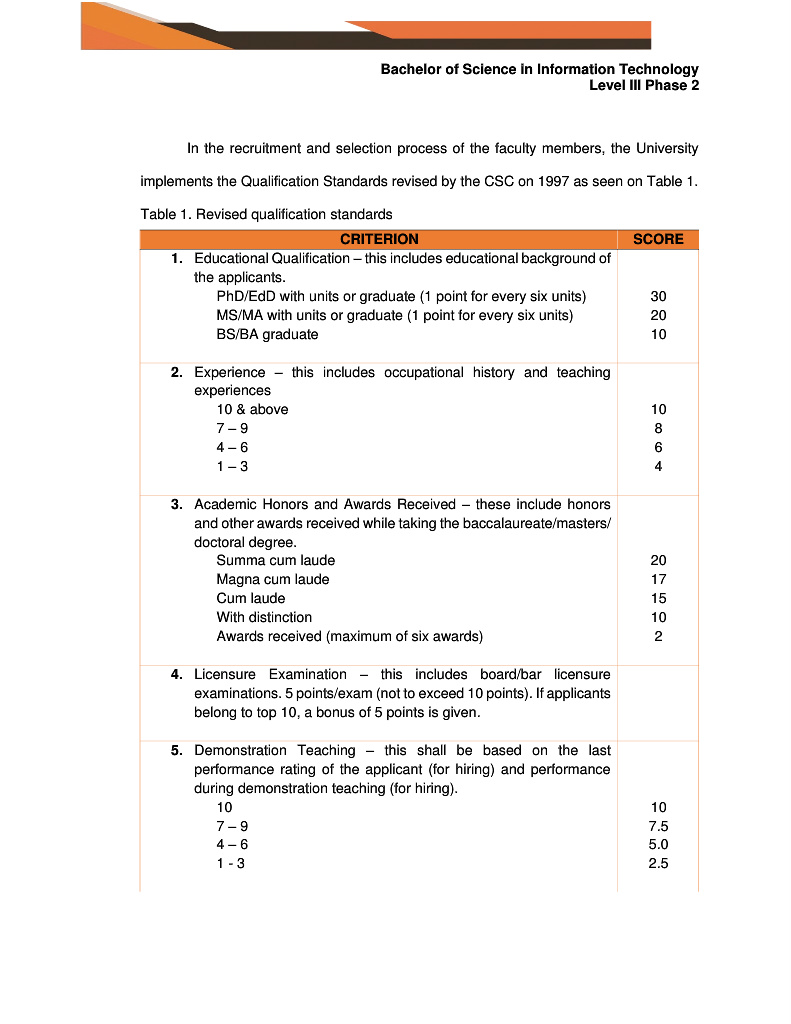 Bachelor of Science in Information Technology
Level III Phase 2
In the recruitment and selection process of the faculty members, the University
implements the Qualification Standards revised by the CSC on 1997 as seen on Table 1.
Table 1. Revised qualification standards
CRITERION SCORE
1. Educational Qualification – this includes educational background of
the applicants.
PhD/EdD with units or graduate (1 point for every six units) 30
MS/MA with units or graduate (1 point for every six units) 20
BS/BA graduate 10
2. Experience – this includes occupational history and teaching
experiences
10 & above 10
7 – 9 8
4 – 6 6
1 – 3 4
3. Academic Honors and Awards Received – these include honors
and other awards received while taking the baccalaureate/masters/
doctoral degree.
Summa cum laude 20
Magna cum laude 17
Cum laude 15
With distinction 10
Awards received (maximum of six awards) 2
4. Licensure Examination – this includes board/bar licensure
examinations. 5 points/exam (not to exceed 10 points). If applicants
belong to top 10, a bonus of 5 points is given.
5. Demonstration Teaching – this shall be based on the last
performance rating of the applicant (for hiring) and performance
during demonstration teaching (for hiring).
10 10
7 – 9 7.5
4 – 6 5.0
1 - 3 2.5